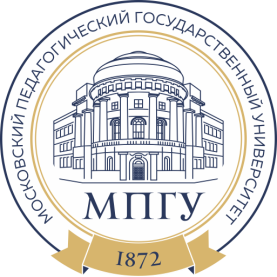 МОСКОВСКИЙ ПЕДАГОГИЧЕСКИЙ ГОСУДАРСТВЕННЫЙ УНИВЕРСИТЕТ
МПГУ
1872